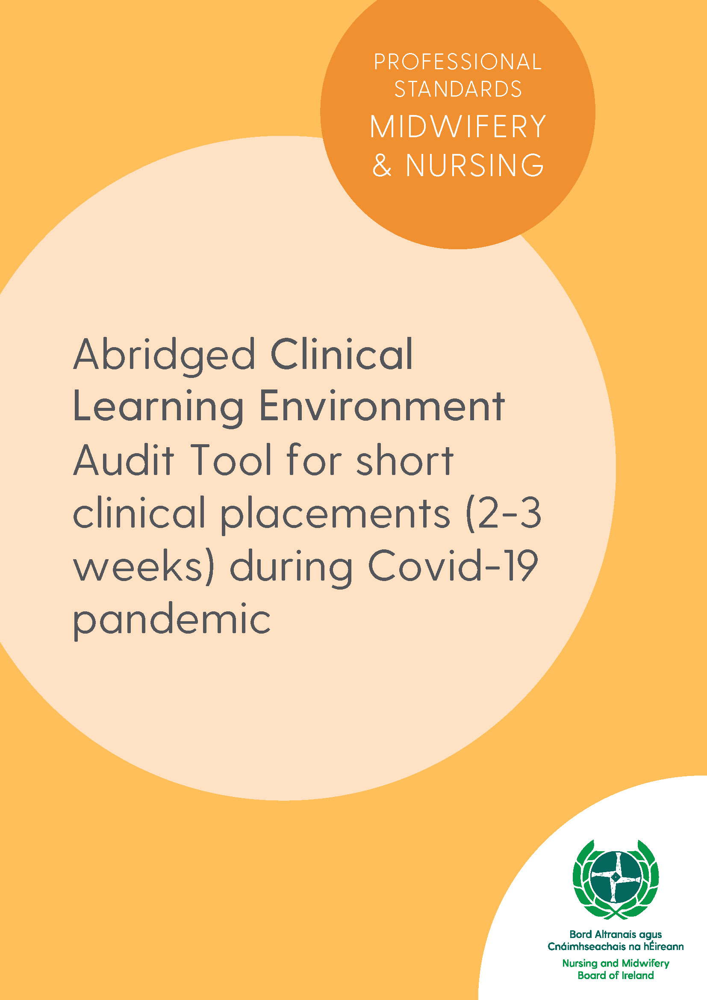 PROFESSIONAL
STANDARDS
MIDWIFERY
& NURSING
Abridged Clinical
Learning Environment
Audit Tool for short
clinical placements (2-3
weeks) during Covid-19
pandemic
Bord Altranais agus
Cnáimhseachais na hÉireann
Nursing and Midwifery
Board of Ireland